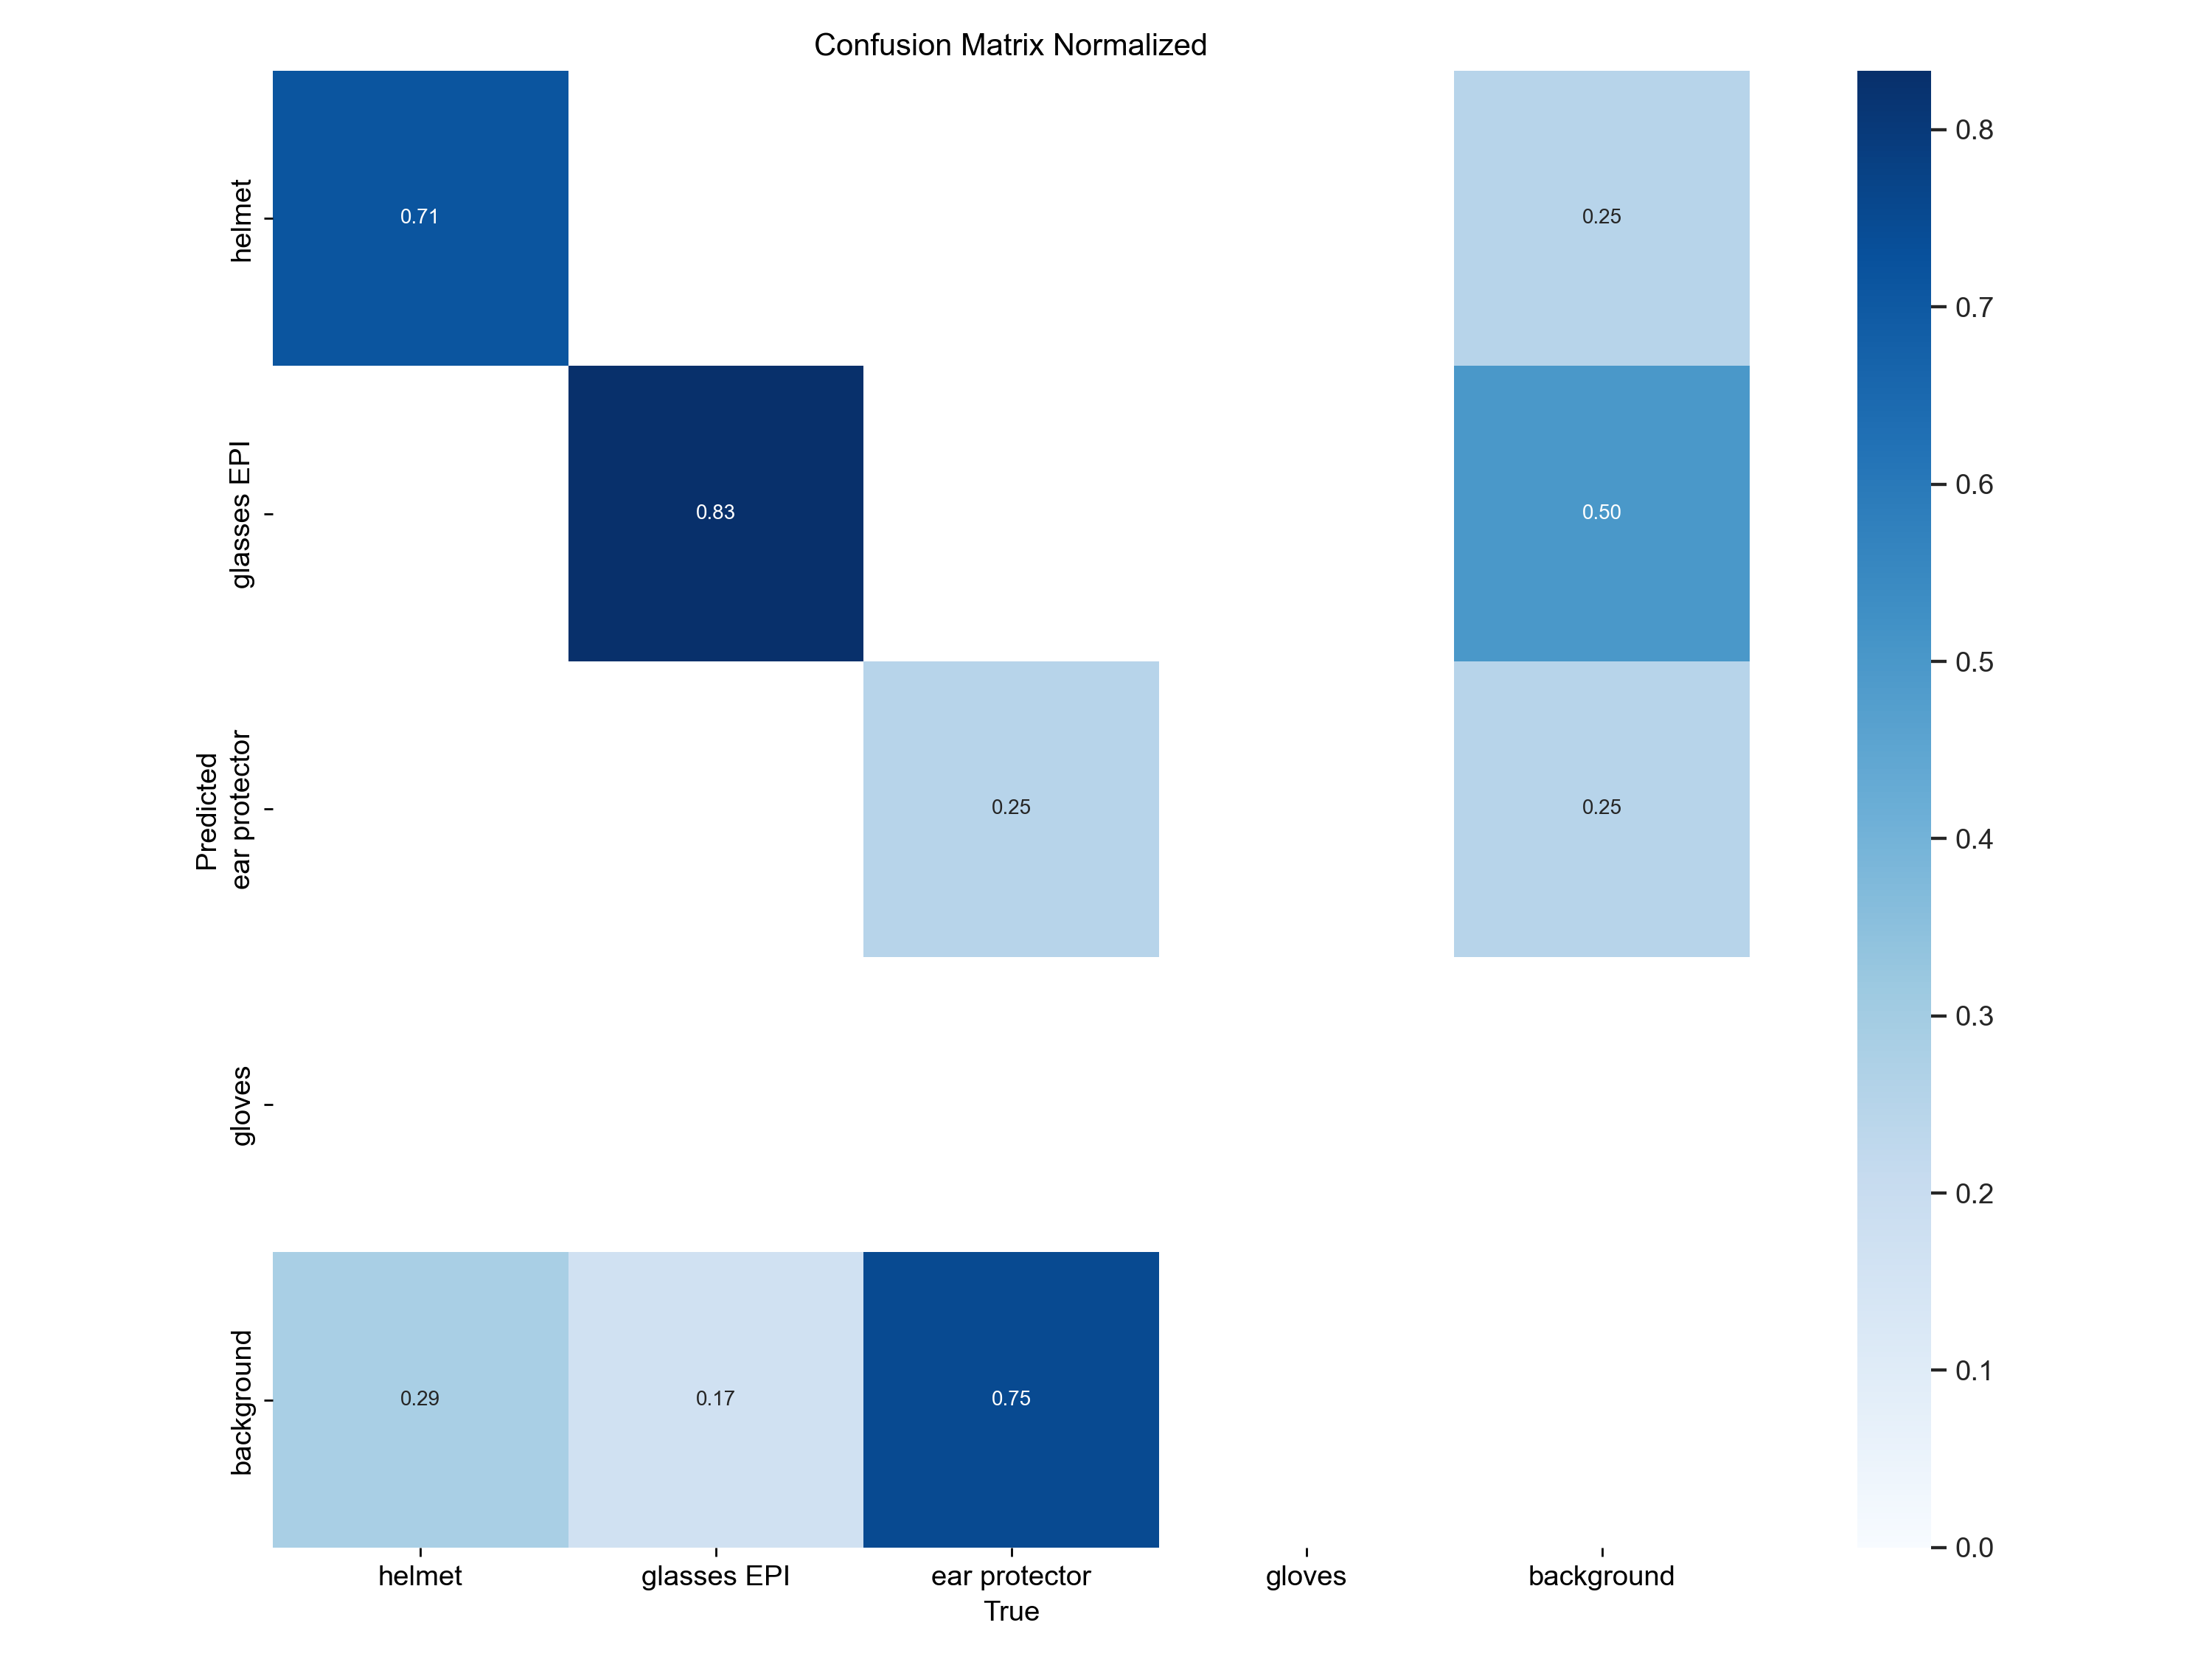 Confusion Matrix Normalized
helmet
0.71
0.25
0.8
0.7
glasses EPI
0.83
0.50
0.6
0.5
Predicted
ear protector
0.25
0.25
0.4
0.3
gloves
0.2
background
0.29
0.17
0.75
0.1
0.0
helmet
glasses EPI
ear protector
gloves
background
True